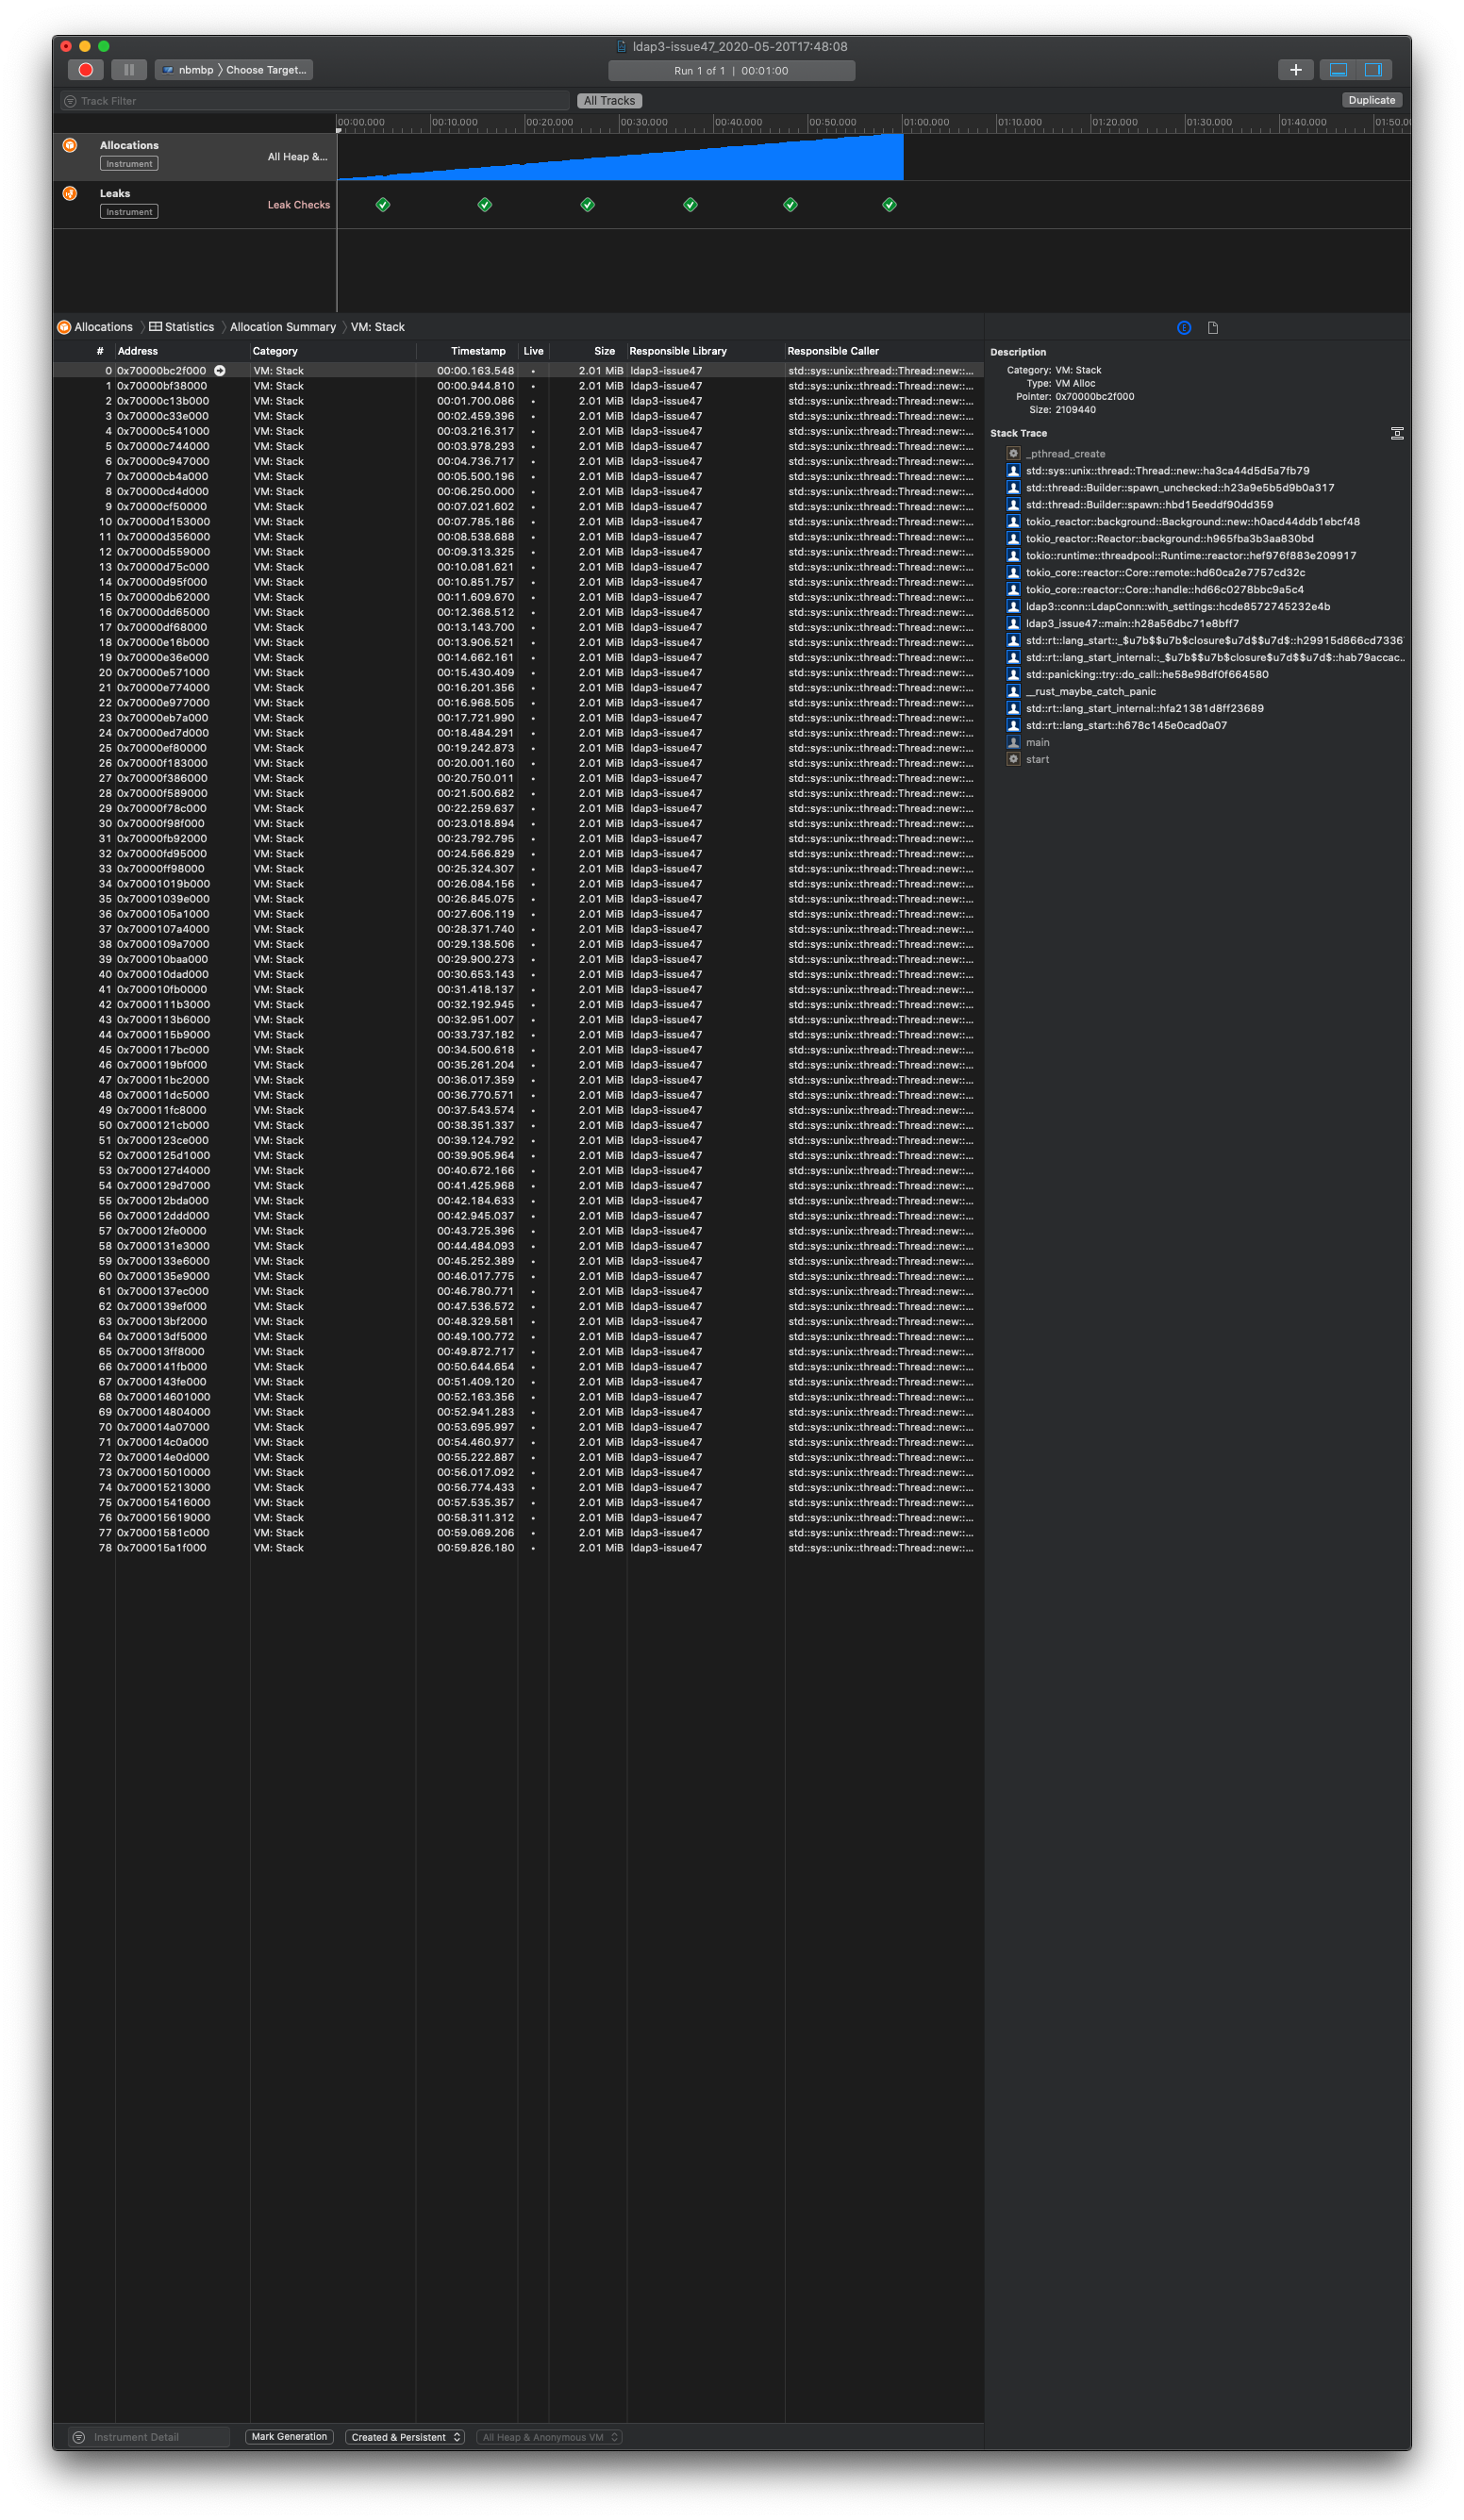 ldap3-issue47_2020-05-20T17:48:08
nbmbp 〉Choose Target...
Run 1 of 1 | 00:01:00
Track Filter
All Tracks
Duplicate
00:00.000 00:10.000 00:20.000 00:30.000 00:40.000 00:50.000 01:00.000 01:10.000 01:20.000 01:30.000 01:40.000 01:50.0
Allocations
Instrument
All Heap &...
Leaks
Instrument
Leak Checks
Allocations 〉Statistics 〉Allocation Summary 〉VM: Stack
# Address Category Timestamp Live Size Responsible Library Responsible Caller
0 0x70000bc2f000 VM: Stack 00:00.163.548 • 2.01 MiB ldap3-issue47 std::sys::unix::thread::Thread::new::...
1 0x70000bf38000 VM: Stack 00:00.944.810 • 2.01 MiB ldap3-issue47 std::sys::unix::thread::Thread::new::...
2 0x70000c13b000 VM: Stack 00:01.700.086 • 2.01 MiB ldap3-issue47 std::sys::unix::thread::Thread::new::...
3 0x70000c33e000 VM: Stack 00:02.459.396 • 2.01 MiB ldap3-issue47 std::sys::unix::thread::Thread::new::...
4 0x70000c541000 VM: Stack 00:03.216.317 • 2.01 MiB ldap3-issue47 std::sys::unix::thread::Thread::new::...
5 0x70000c744000 VM: Stack 00:03.978.293 • 2.01 MiB ldap3-issue47 std::sys::unix::thread::Thread::new::...
6 0x70000c947000 VM: Stack 00:04.736.717 • 2.01 MiB ldap3-issue47 std::sys::unix::thread::Thread::new::...
7 0x70000cb4a000 VM: Stack 00:05.500.196 • 2.01 MiB ldap3-issue47 std::sys::unix::thread::Thread::new::...
8 0x70000cd4d000 VM: Stack 00:06.250.000 • 2.01 MiB ldap3-issue47 std::sys::unix::thread::Thread::new::...
9 0x70000cf50000 VM: Stack 00:07.021.602 • 2.01 MiB ldap3-issue47 std::sys::unix::thread::Thread::new::...
10 0x70000d153000 VM: Stack 00:07.785.186 • 2.01 MiB ldap3-issue47 std::sys::unix::thread::Thread::new::...
11 0x70000d356000 VM: Stack 00:08.538.688 • 2.01 MiB ldap3-issue47 std::sys::unix::thread::Thread::new::...
12 0x70000d559000 VM: Stack 00:09.313.325 • 2.01 MiB ldap3-issue47 std::sys::unix::thread::Thread::new::...
13 0x70000d75c000 VM: Stack 00:10.081.621 • 2.01 MiB ldap3-issue47 std::sys::unix::thread::Thread::new::...
14 0x70000d95f000 VM: Stack 00:10.851.757 • 2.01 MiB ldap3-issue47 std::sys::unix::thread::Thread::new::...
15 0x70000db62000 VM: Stack 00:11.609.670 • 2.01 MiB ldap3-issue47 std::sys::unix::thread::Thread::new::...
16 0x70000dd65000 VM: Stack 00:12.368.512 • 2.01 MiB ldap3-issue47 std::sys::unix::thread::Thread::new::...
17 0x70000df68000 VM: Stack 00:13.143.700 • 2.01 MiB ldap3-issue47 std::sys::unix::thread::Thread::new::...
18 0x70000e16b000 VM: Stack 00:13.906.521 • 2.01 MiB ldap3-issue47 std::sys::unix::thread::Thread::new::...
19 0x70000e36e000 VM: Stack 00:14.662.161 • 2.01 MiB ldap3-issue47 std::sys::unix::thread::Thread::new::...
20 0x70000e571000 VM: Stack 00:15.430.409 • 2.01 MiB ldap3-issue47 std::sys::unix::thread::Thread::new::...
21 0x70000e774000 VM: Stack 00:16.201.356 • 2.01 MiB ldap3-issue47 std::sys::unix::thread::Thread::new::...
22 0x70000e977000 VM: Stack 00:16.968.505 • 2.01 MiB ldap3-issue47 std::sys::unix::thread::Thread::new::...
23 0x70000eb7a000 VM: Stack 00:17.721.990 • 2.01 MiB ldap3-issue47 std::sys::unix::thread::Thread::new::...
24 0x70000ed7d000 VM: Stack 00:18.484.291 • 2.01 MiB ldap3-issue47 std::sys::unix::thread::Thread::new::...
25 0x70000ef80000 VM: Stack 00:19.242.873 • 2.01 MiB ldap3-issue47 std::sys::unix::thread::Thread::new::...
26 0x70000f183000 VM: Stack 00:20.001.160 • 2.01 MiB ldap3-issue47 std::sys::unix::thread::Thread::new::...
27 0x70000f386000 VM: Stack 00:20.750.011 • 2.01 MiB ldap3-issue47 std::sys::unix::thread::Thread::new::...
28 0x70000f589000 VM: Stack 00:21.500.682 • 2.01 MiB ldap3-issue47 std::sys::unix::thread::Thread::new::...
29 0x70000f78c000 VM: Stack 00:22.259.637 • 2.01 MiB ldap3-issue47 std::sys::unix::thread::Thread::new::...
30 0x70000f98f000 VM: Stack 00:23.018.894 • 2.01 MiB ldap3-issue47 std::sys::unix::thread::Thread::new::...
31 0x70000fb92000 VM: Stack 00:23.792.795 • 2.01 MiB ldap3-issue47 std::sys::unix::thread::Thread::new::...
32 0x70000fd95000 VM: Stack 00:24.566.829 • 2.01 MiB ldap3-issue47 std::sys::unix::thread::Thread::new::...
33 0x70000ff98000 VM: Stack 00:25.324.307 • 2.01 MiB ldap3-issue47 std::sys::unix::thread::Thread::new::...
34 0x70001019b000 VM: Stack 00:26.084.156 • 2.01 MiB ldap3-issue47 std::sys::unix::thread::Thread::new::...
35 0x70001039e000 VM: Stack 00:26.845.075 • 2.01 MiB ldap3-issue47 std::sys::unix::thread::Thread::new::...
36 0x7000105a1000 VM: Stack 00:27.606.119 • 2.01 MiB ldap3-issue47 std::sys::unix::thread::Thread::new::...
37 0x7000107a4000 VM: Stack 00:28.371.740 • 2.01 MiB ldap3-issue47 std::sys::unix::thread::Thread::new::...
38 0x7000109a7000 VM: Stack 00:29.138.506 • 2.01 MiB ldap3-issue47 std::sys::unix::thread::Thread::new::...
39 0x700010baa000 VM: Stack 00:29.900.273 • 2.01 MiB ldap3-issue47 std::sys::unix::thread::Thread::new::...
40 0x700010dad000 VM: Stack 00:30.653.143 • 2.01 MiB ldap3-issue47 std::sys::unix::thread::Thread::new::...
41 0x700010fb0000 VM: Stack 00:31.418.137 • 2.01 MiB ldap3-issue47 std::sys::unix::thread::Thread::new::...
42 0x7000111b3000 VM: Stack 00:32.192.945 • 2.01 MiB ldap3-issue47 std::sys::unix::thread::Thread::new::...
43 0x7000113b6000 VM: Stack 00:32.951.007 • 2.01 MiB ldap3-issue47 std::sys::unix::thread::Thread::new::...
44 0x7000115b9000 VM: Stack 00:33.737.182 • 2.01 MiB ldap3-issue47 std::sys::unix::thread::Thread::new::...
45 0x7000117bc000 VM: Stack 00:34.500.618 • 2.01 MiB ldap3-issue47 std::sys::unix::thread::Thread::new::...
46 0x7000119bf000 VM: Stack 00:35.261.204 • 2.01 MiB ldap3-issue47 std::sys::unix::thread::Thread::new::...
47 0x700011bc2000 VM: Stack 00:36.017.359 • 2.01 MiB ldap3-issue47 std::sys::unix::thread::Thread::new::...
48 0x700011dc5000 VM: Stack 00:36.770.571 • 2.01 MiB ldap3-issue47 std::sys::unix::thread::Thread::new::...
49 0x700011fc8000 VM: Stack 00:37.543.574 • 2.01 MiB ldap3-issue47 std::sys::unix::thread::Thread::new::...
50 0x7000121cb000 VM: Stack 00:38.351.337 • 2.01 MiB ldap3-issue47 std::sys::unix::thread::Thread::new::...
51 0x7000123ce000 VM: Stack 00:39.124.792 • 2.01 MiB ldap3-issue47 std::sys::unix::thread::Thread::new::...
52 0x7000125d1000 VM: Stack 00:39.905.964 • 2.01 MiB ldap3-issue47 std::sys::unix::thread::Thread::new::...
53 0x7000127d4000 VM: Stack 00:40.672.166 • 2.01 MiB ldap3-issue47 std::sys::unix::thread::Thread::new::...
54 0x7000129d7000 VM: Stack 00:41.425.968 • 2.01 MiB ldap3-issue47 std::sys::unix::thread::Thread::new::...
55 0x700012bda000 VM: Stack 00:42.184.633 • 2.01 MiB ldap3-issue47 std::sys::unix::thread::Thread::new::...
56 0x700012ddd000 VM: Stack 00:42.945.037 • 2.01 MiB ldap3-issue47 std::sys::unix::thread::Thread::new::...
57 0x700012fe0000 VM: Stack 00:43.725.396 • 2.01 MiB ldap3-issue47 std::sys::unix::thread::Thread::new::...
58 0x7000131e3000 VM: Stack 00:44.484.093 • 2.01 MiB ldap3-issue47 std::sys::unix::thread::Thread::new::...
59 0x7000133e6000 VM: Stack 00:45.252.389 • 2.01 MiB ldap3-issue47 std::sys::unix::thread::Thread::new::...
60 0x7000135e9000 VM: Stack 00:46.017.775 • 2.01 MiB ldap3-issue47 std::sys::unix::thread::Thread::new::...
61 0x7000137ec000 VM: Stack 00:46.780.771 • 2.01 MiB ldap3-issue47 std::sys::unix::thread::Thread::new::...
62 0x7000139ef000 VM: Stack 00:47.536.572 • 2.01 MiB ldap3-issue47 std::sys::unix::thread::Thread::new::...
63 0x700013bf2000 VM: Stack 00:48.329.581 • 2.01 MiB ldap3-issue47 std::sys::unix::thread::Thread::new::...
64 0x700013df5000 VM: Stack 00:49.100.772 • 2.01 MiB ldap3-issue47 std::sys::unix::thread::Thread::new::...
65 0x700013ff8000 VM: Stack 00:49.872.717 • 2.01 MiB ldap3-issue47 std::sys::unix::thread::Thread::new::...
66 0x7000141fb000 VM: Stack 00:50.644.654 • 2.01 MiB ldap3-issue47 std::sys::unix::thread::Thread::new::...
67 0x7000143fe000 VM: Stack 00:51.409.120 • 2.01 MiB ldap3-issue47 std::sys::unix::thread::Thread::new::...
68 0x700014601000 VM: Stack 00:52.163.356 • 2.01 MiB ldap3-issue47 std::sys::unix::thread::Thread::new::...
69 0x700014804000 VM: Stack 00:52.941.283 • 2.01 MiB ldap3-issue47 std::sys::unix::thread::Thread::new::...
70 0x700014a07000 VM: Stack 00:53.695.997 • 2.01 MiB ldap3-issue47 std::sys::unix::thread::Thread::new::...
71 0x700014c0a000 VM: Stack 00:54.460.977 • 2.01 MiB ldap3-issue47 std::sys::unix::thread::Thread::new::...
72 0x700014e0d000 VM: Stack 00:55.222.887 • 2.01 MiB ldap3-issue47 std::sys::unix::thread::Thread::new::...
73 0x700015010000 VM: Stack 00:56.017.092 • 2.01 MiB ldap3-issue47 std::sys::unix::thread::Thread::new::...
74 0x700015213000 VM: Stack 00:56.774.433 • 2.01 MiB ldap3-issue47 std::sys::unix::thread::Thread::new::...
75 0x700015416000 VM: Stack 00:57.535.357 • 2.01 MiB ldap3-issue47 std::sys::unix::thread::Thread::new::...
76 0x700015619000 VM: Stack 00:58.311.312 • 2.01 MiB ldap3-issue47 std::sys::unix::thread::Thread::new::...
77 0x70001581c000 VM: Stack 00:59.069.206 • 2.01 MiB ldap3-issue47 std::sys::unix::thread::Thread::new::...
78 0x700015a1f000 VM: Stack 00:59.826.180 • 2.01 MiB ldap3-issue47 std::sys::unix::thread::Thread::new::...
E
Description
Category: VM: Stack
Type: VM Alloc
Pointer: 0x70000bc2f000
Size: 2109440
Stack Trace
_pthread_create
std::sys::unix::thread::Thread::new::ha3ca44d5d5a7fb79
std::thread::Builder::spawn_unchecked::h23a9e5b5d9b0a317
std::thread::Builder::spawn::hbd15eeddf90dd359
tokio_reactor::background::Background::new::h0acd44ddb1ebcf48
tokio_reactor::Reactor::background::h965fba3b3aa830bd
tokio::runtime::threadpool::Runtime::reactor::hef976f883e209917
tokio_core::reactor::Core::remote::hd60ca2e7757cd32c
tokio_core::reactor::Core::handle::hd66c0278bbc9a5c4
ldap3::conn::LdapConn::with_settings::hcde8572745232e4b
ldap3_issue47::main::h28a56dbc71e8bff7
std::rt::lang_start::_$u7b$$u7b$closure$u7d$$u7d$::h29915d866cd7336
std::rt::lang_start_internal::_$u7b$$u7b$closure$u7d$$u7d$::hab79accac...
std::panicking::try::do_call::he58e98df0f664580
__rust_maybe_catch_panic
std::rt::lang_start_internal::hfa21381d8ff23689
std::rt::lang_start::h678c145e0cad0a07
main
start
Instrument Detail
Mark Generation
Created & Persistent
All Heap & Anonymous VM